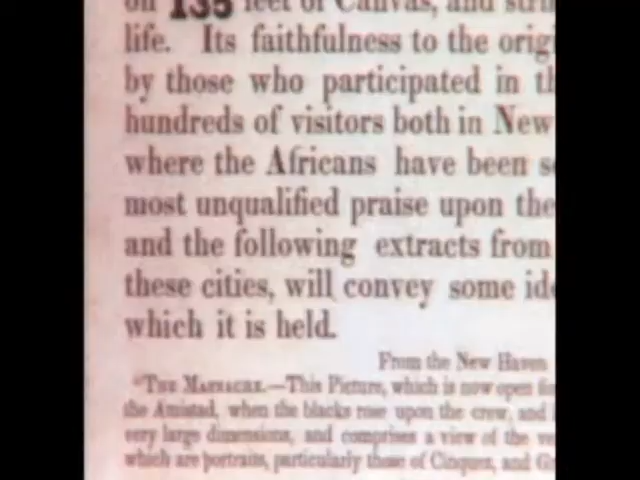 on 135 feet of Canvas, and
life. Its faithfulness to the orig
by those who participated in th
hundreds of visitors both in New
where the Africans have been s
most unqualified praise upon the
and the following extracts from
these cities, will convey some ide
which it is held.
From the New Haven
"THE MASSACRE.—This Picture, which is now open fo
the Amistad, when the blacks rose upon the crew, and
very large dimensions, and comprises a view of the ve
which are portraits, particularly those of Cinquez, and G